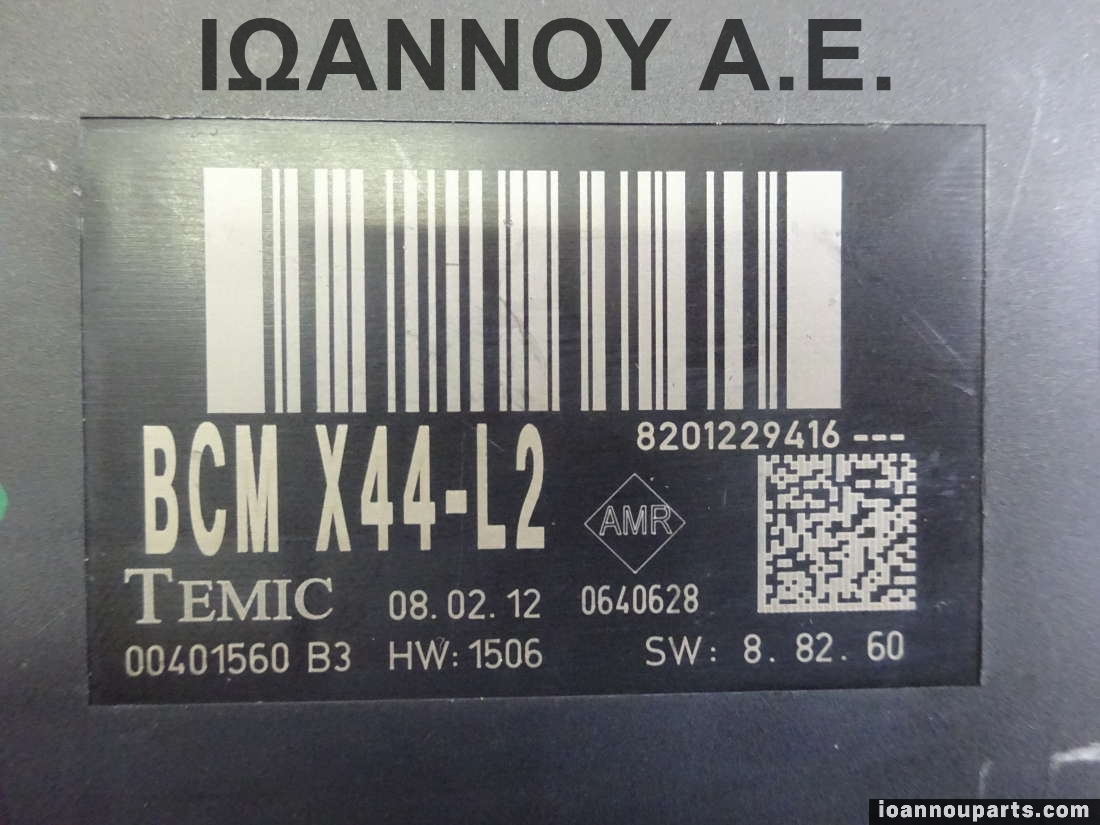 ΙΩΑΝΝΟΥ Α.Ε.
8201229416 ---
BCM X44-L2
AMR
TEMIC 08.02.12 0640628
00401560 B3 HW: 1506 SW: 8. 82. 60
ioannouparts.com